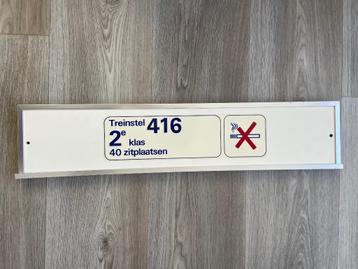 Treinstel 416
2e klas
40 zitplaatsen